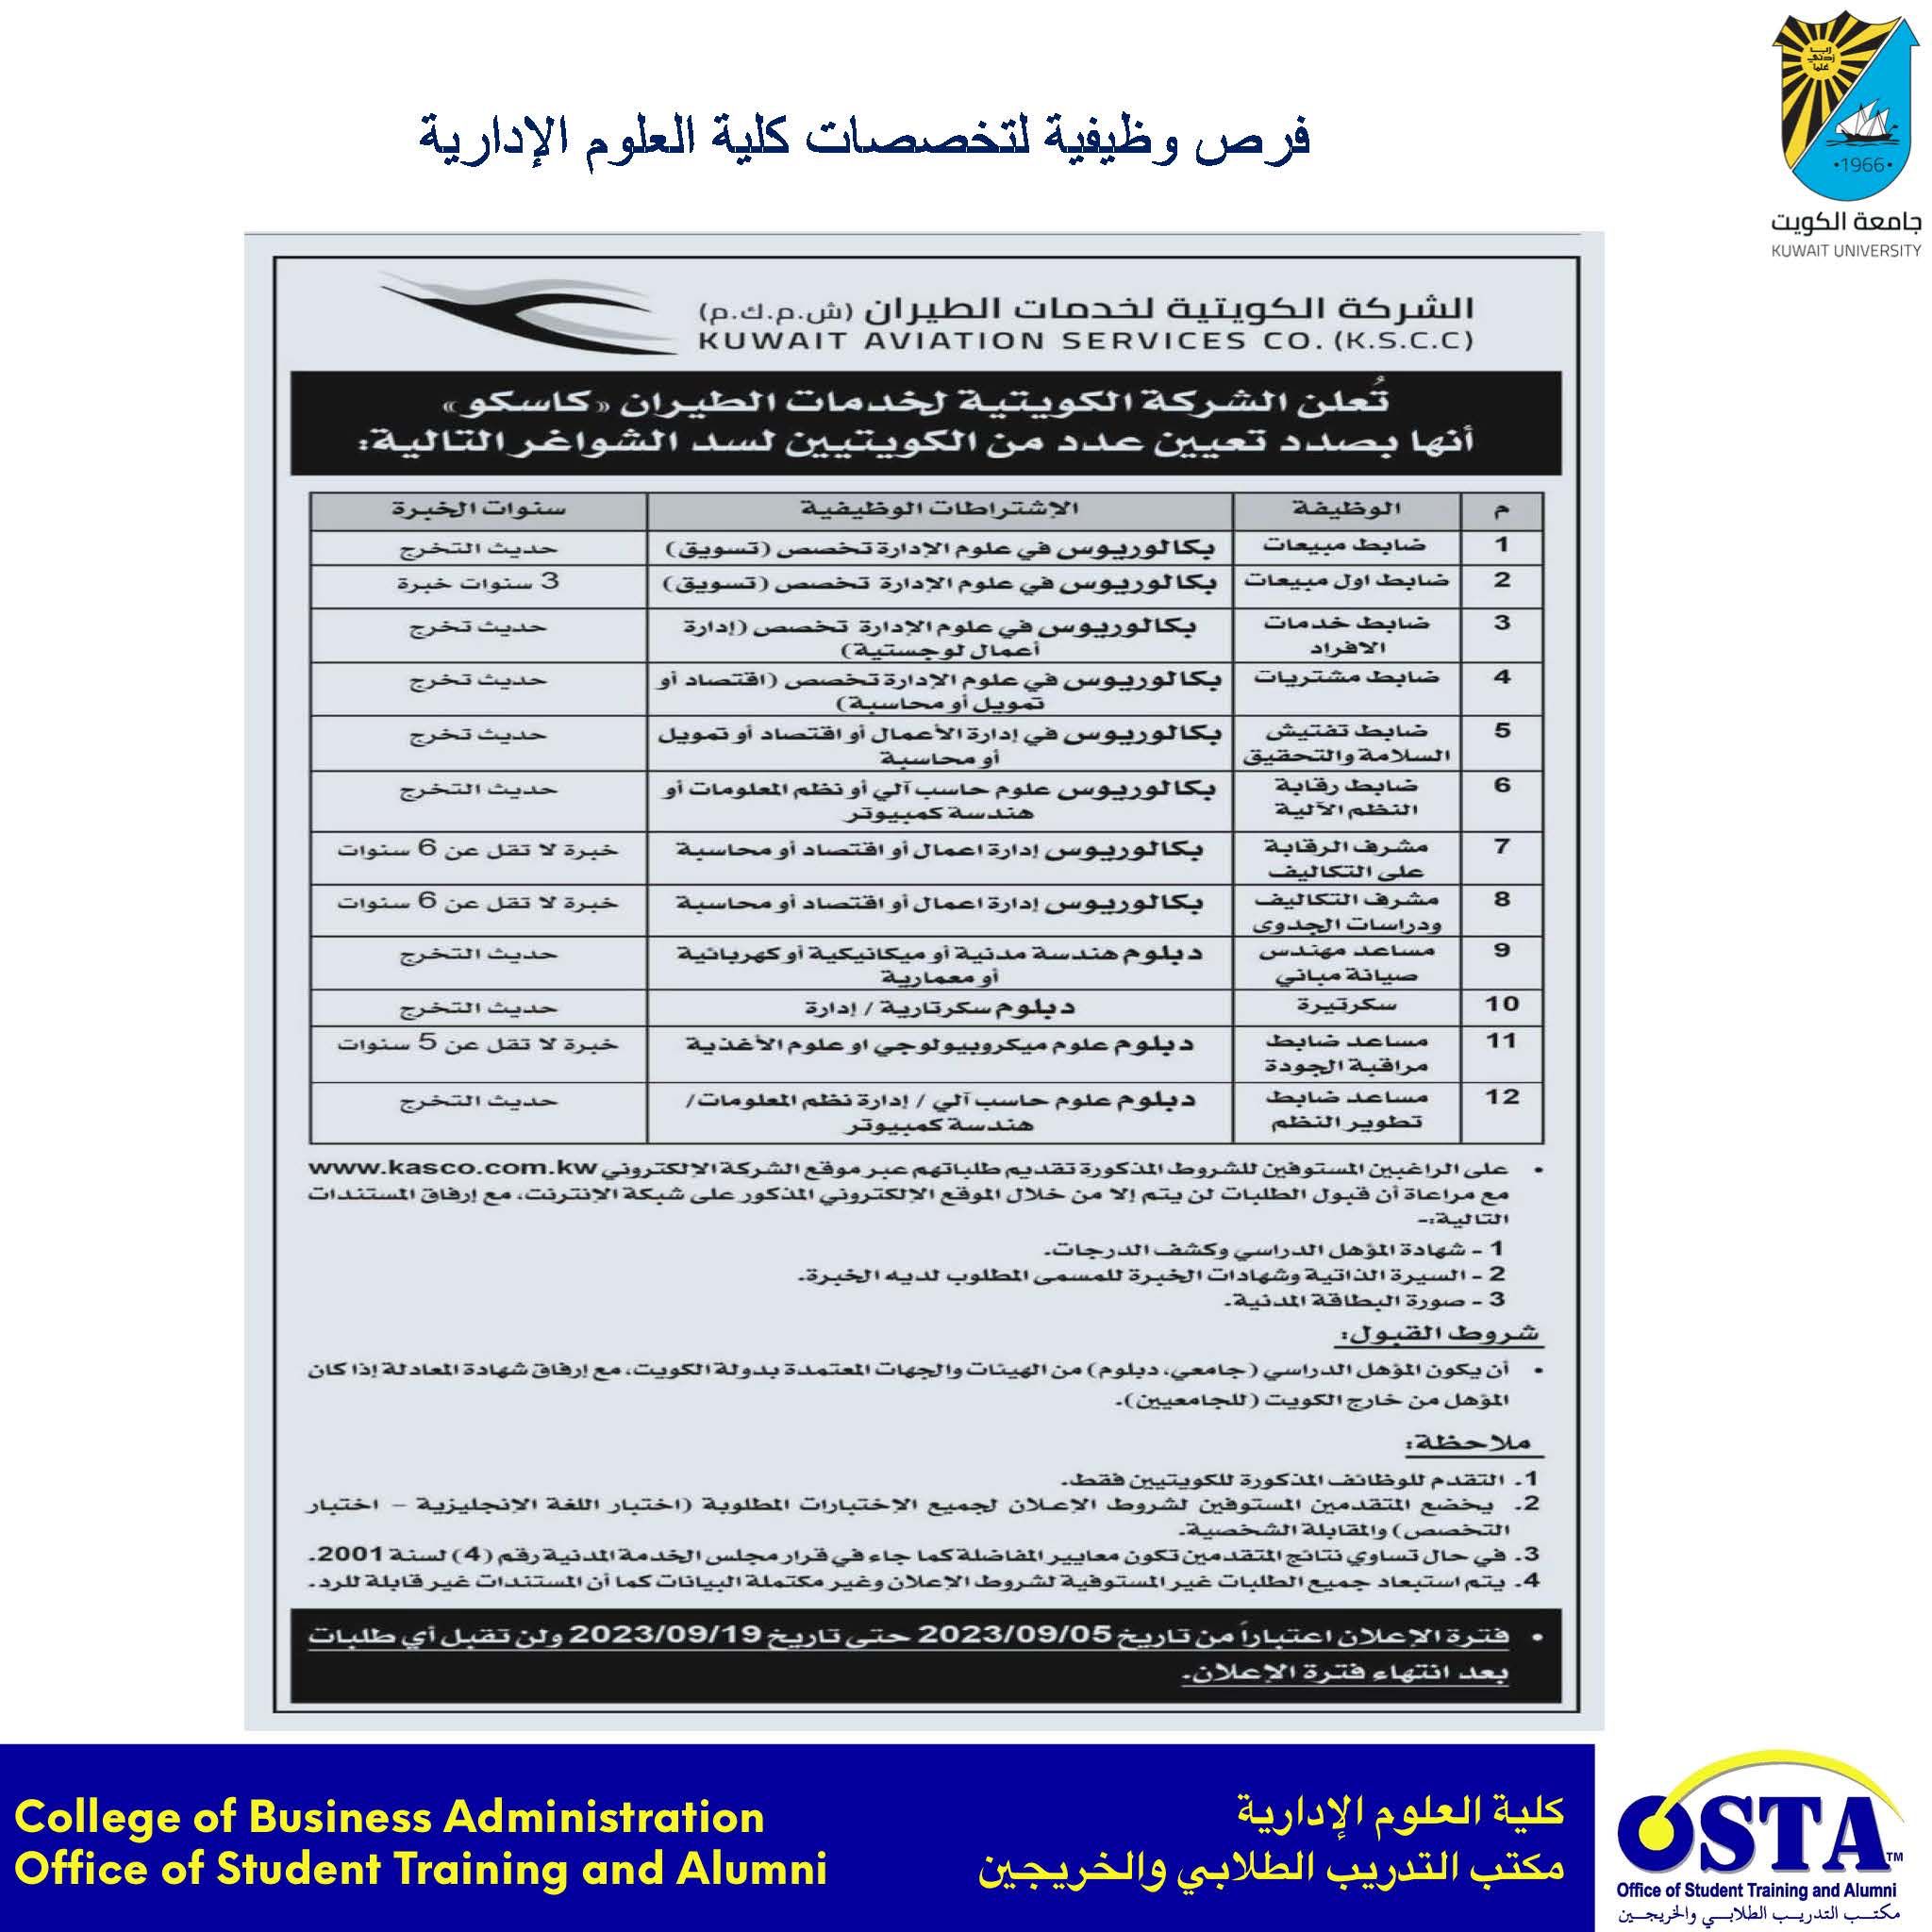 رب
زدني
علما
•1966•
جامعة الكويت
KUWAIT UNIVERSITY
فرص وظيفية لتخصصات كلية العلوم الإدارية
الشركة الكويتية لخدمات الطيران (ش.م.ك.م)
KUWAIT AVIATION SERVICES CO. (K.S.C.C)
تُعلن الشركة الكويتية لخدمات الطيران «كاسكو»
أنها بصدد تعيين عدد من الكويتيين لسد الشواغر التالية:
م الوظيفة الإشتراطات الوظيفية سنوات الخبرة
1 ضابط مبيعات بكالوريوس في علوم الإدارة تخصص (تسويق) حديث التخرج
2 ضابط اول مبيعات بكالوريوس في علوم الإدارة تخصص (تسويق) 3 سنوات خبرة
3 ضابط خدمات بكالوريوس في علوم الإدارة تخصص (إدارة حديث تخرج
الافراد أعمال لوجستية)
4 ضابط مشتريات بكالوريوس في علوم الإدارة تخصص (اقتصاد أو حديث تخرج
تمويل أو محاسبة)
5 ضابط تفتيش بكالوريوس في إدارة الأعمال أو اقتصاد أو تمويل حديث تخرج
السلامة والتحقيق أو محاسبة
6 ضابط رقابة بكالوريوس علوم حاسب آلي أو نظم المعلومات أو حديث التخرج
النظم الآلية هندسة كمبيوتر
7 مشرف الرقابة بكالوريوس إدارة اعمال أو اقتصاد أو محاسبة خبرة لا تقل عن 6 سنوات
على التكاليف
8 مشرف التكاليف بكالوريوس إدارة اعمال أو اقتصاد أو محاسبة خبرة لا تقل عن 6 سنوات
ودراسات الجدوى
9 مساعد مهندس دبلوم هندسة مدنية أو ميكانيكية أو كهربائية حديث التخرج
صيانة مباني أو معمارية
10 سكرتيرة دبلوم سكرتارية / إدارة حديث التخرج
11 مساعد ضابط دبلوم علوم ميكروبيولوجي او علوم الأغذية خبرة لا تقل عن 5 سنوات
مراقبة الجودة
12 مساعد ضابط دبلوم علوم حاسب آلي / إدارة نظم المعلومات/ حديث التخرج
تطوير النظم هندسة كمبيوتر
• على الراغبين المستوفين للشروط المذكورة تقديم طلباتهم عبر موقع الشركة الإلكتروني www.kasco.com.kw
مع مراعاة أن قبول الطلبات لن يتم إلا من خلال الموقع الالكتروني المذكور على شبكة الإنترنت، مع إرفاق المستندات
التالية:-
1 - شهادة المؤهل الدراسي وكشف الدرجات.
2 - السيرة الذاتية وشهادات الخبرة للمسمى المطلوب لديه الخبرة.
3 - صورة البطاقة المدنية.
شروط القبول:
• أن يكون المؤهل الدراسي (جامعي، دبلوم) من الهيئات والجهات المعتمدة بدولة الكويت، مع إرفاق شهادة المعادلة إذا كان
المؤهل من خارج الكويت (للجامعيين).
ملاحظة:
1. التقدم للوظائف المذكورة للكويتيين فقط.
2. يخضع المتقدمين المستوفين لشروط الإعلان لجميع الاختبارات المطلوبة (اختبار اللغة الانجليزية – اختبار
التخصص) والمقابلة الشخصية.
3. في حال تساوي نتائج المتقدمين تكون معايير المفاضلة كما جاء في قرار مجلس الخدمة المدنية رقم (4) لسنة 2001.
4. يتم استبعاد جميع الطلبات غير المستوفية لشروط الإعلان وغير مكتملة البيانات كما أن المستندات غير قابلة للرد.
• فترة الإعلان اعتباراً من تاريخ 2023/09/05 حتى تاريخ 2023/09/19 ولن تقبل أي طلبات
بعد انتهاء فترة الإعلان.
College of Business Administration
Office of Student Training and Alumni
كلية العلوم الإدارية
مكتب التدريب الطلابي والخريجين
OSTA TM
Office of Student Training and Alumni
مكتب التدريب الطلابي والخريجين